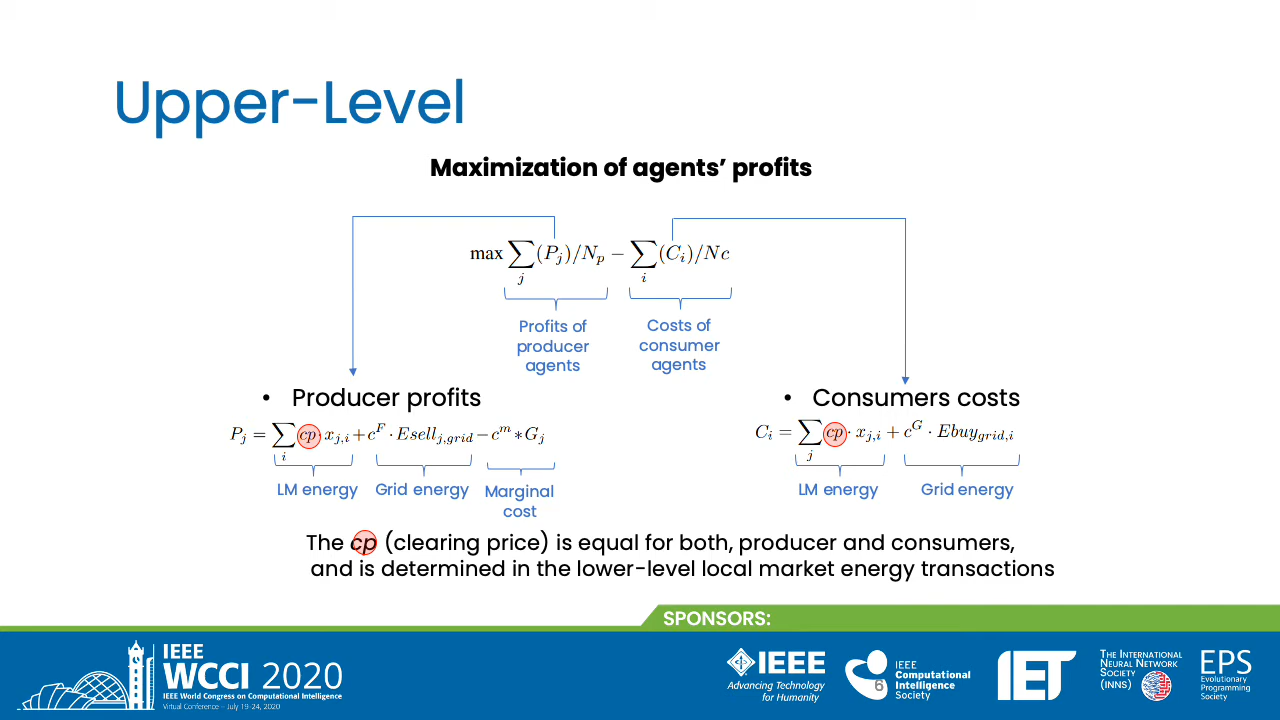 Upper-Level
Maximization of agents’ profits
max ∑_j (P_j)/N_p − ∑_i (C_i)/Nc
Profits of
producer
agents
Costs of
consumer
agents
• Producer profits
P_j = ∑_i cp · x_{j,i} + c^F · Esell_{j,grid} − c^m * G_j
LM energy
Grid energy
Marginal
cost
• Consumers costs
C_i = ∑_j cp · x_{j,i} + c^G · Ebuy_{grid,i}
LM energy
Grid energy
The cp (clearing price) is equal for both, producer and consumers,
and is determined in the lower-level local market energy transactions
SPONSORS:
IEEE
WCCI 2020
IEEE World Congress on Computational Intelligence
Virtual Conference – July 19-24, 2020
IEEE
Advancing Technology
for Humanity
6
IEEE
Computational
Intelligence
Society
IET
The International
Neural Network
Society
(INNS)
EPS
Evolutionary
Programming
Society